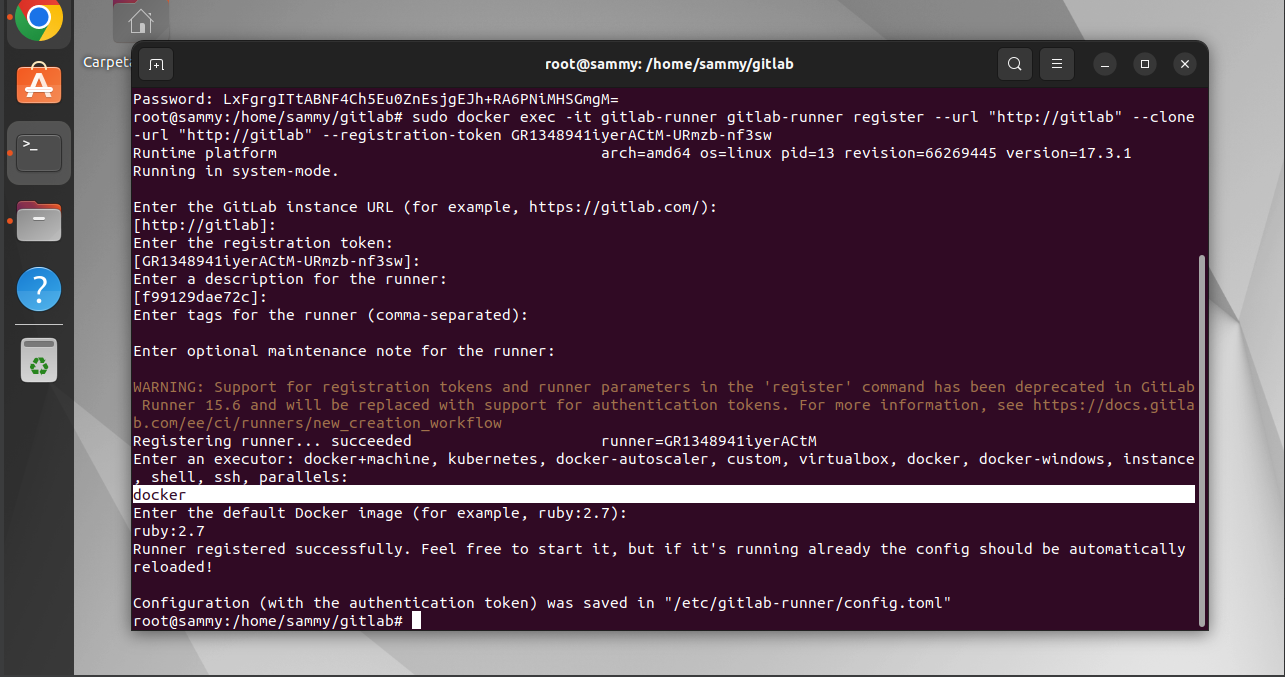 Carpeta
root@sammy: /home/sammy/gitlab
Password: LxFgrgITtABNF4Ch5Eu0ZnEsjgEJh+RA6PNiMHSGmgM=
root@sammy:/home/sammy/gitlab# sudo docker exec -it gitlab-runner gitlab-runner register --url "http://gitlab" --clone
-url "http://gitlab" --registration-token GR1348941iyerACtM-URmzb-nf3sw
Runtime platform                                    arch=amd64 os=linux pid=13 revision=66269445 version=17.3.1
Running in system-mode.
Enter the GitLab instance URL (for example, https://gitlab.com/):
[http://gitlab]:
Enter the registration token:
[GR1348941iyerACtM-URmzb-nf3sw]:
Enter a description for the runner:
[f99129dae72c]:
Enter tags for the runner (comma-separated):
Enter optional maintenance note for the runner:
WARNING: Support for registration tokens and runner parameters in the 'register' command has been deprecated in GitLab
Runner 15.6 and will be replaced with support for authentication tokens. For more information, see https://docs.gitla
b.com/ee/ci/runners/new_creation_workflow
Registering runner... succeeded                     runner=GR1348941iyerACtM
Enter an executor: docker+machine, kubernetes, docker-autoscaler, custom, virtualbox, docker, docker-windows, instance
, shell, ssh, parallels:
docker
Enter the default Docker image (for example, ruby:2.7):
ruby:2.7
Runner registered successfully. Feel free to start it, but if it's running already the config should be automatically
reloaded!
Configuration (with the authentication token) was saved in "/etc/gitlab-runner/config.toml"
root@sammy:/home/sammy/gitlab#